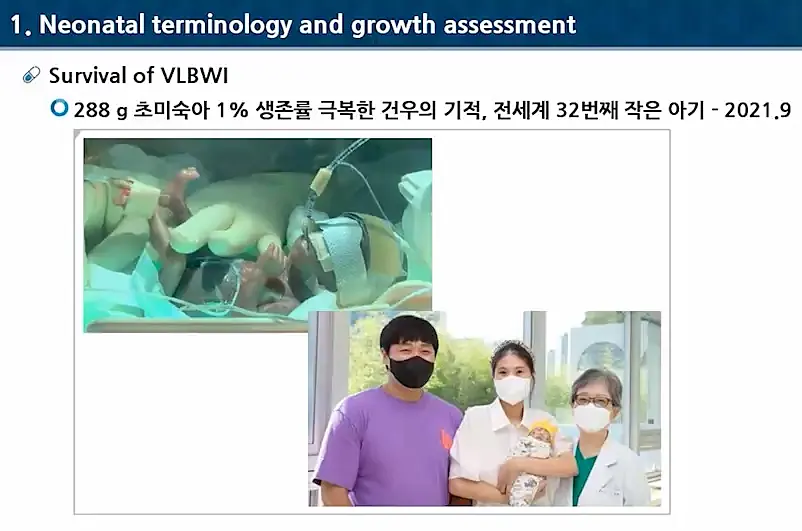 1. Neonatal terminology and growth assessment
Survival of VLBWI
288 g 초미숙아 1% 생존률 극복한 건우의 기적, 전세계 32번째 작은 아기 - 2021.9